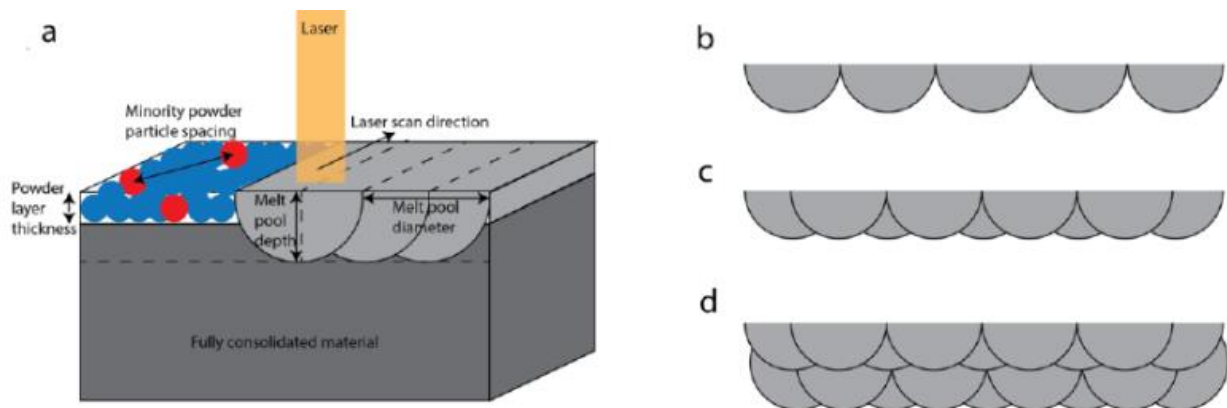 a
Laser
Minority powder
particle spacing
Laser scan direction
Powder
layer
thickness
Melt
pool
depth
Melt pool
diameter
Fully consolidated material
b
c
d